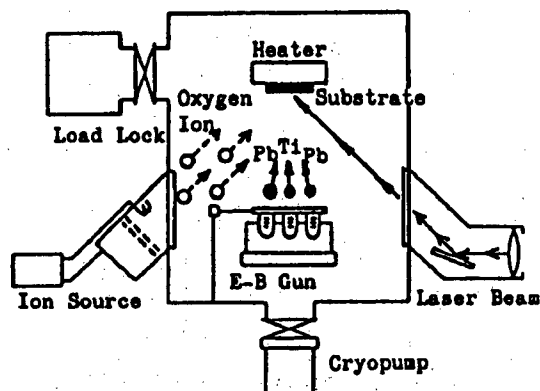 Heater
Substrate
Oxygen
Ion
Load Lock
Pb Ti Pb
E-B Gun
Ion Source
Laser Beam
Cryopump